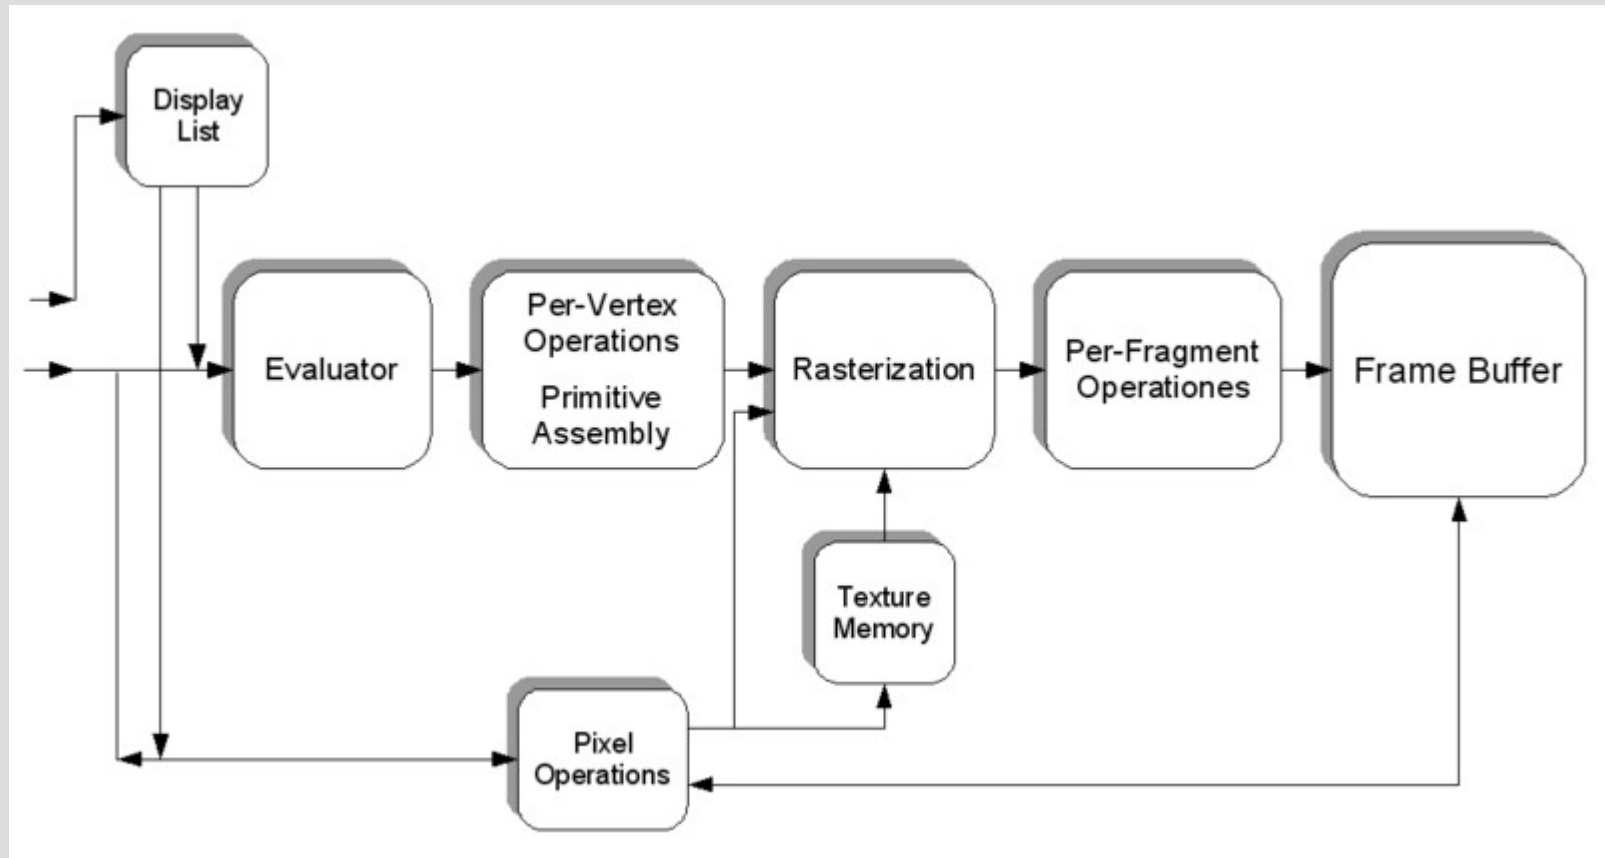 Display
List
Evaluator
Per-Vertex
Operations
Primitive
Assembly
Rasterization
Per-Fragment
Operationes
Frame Buffer
Texture
Memory
Pixel
Operations